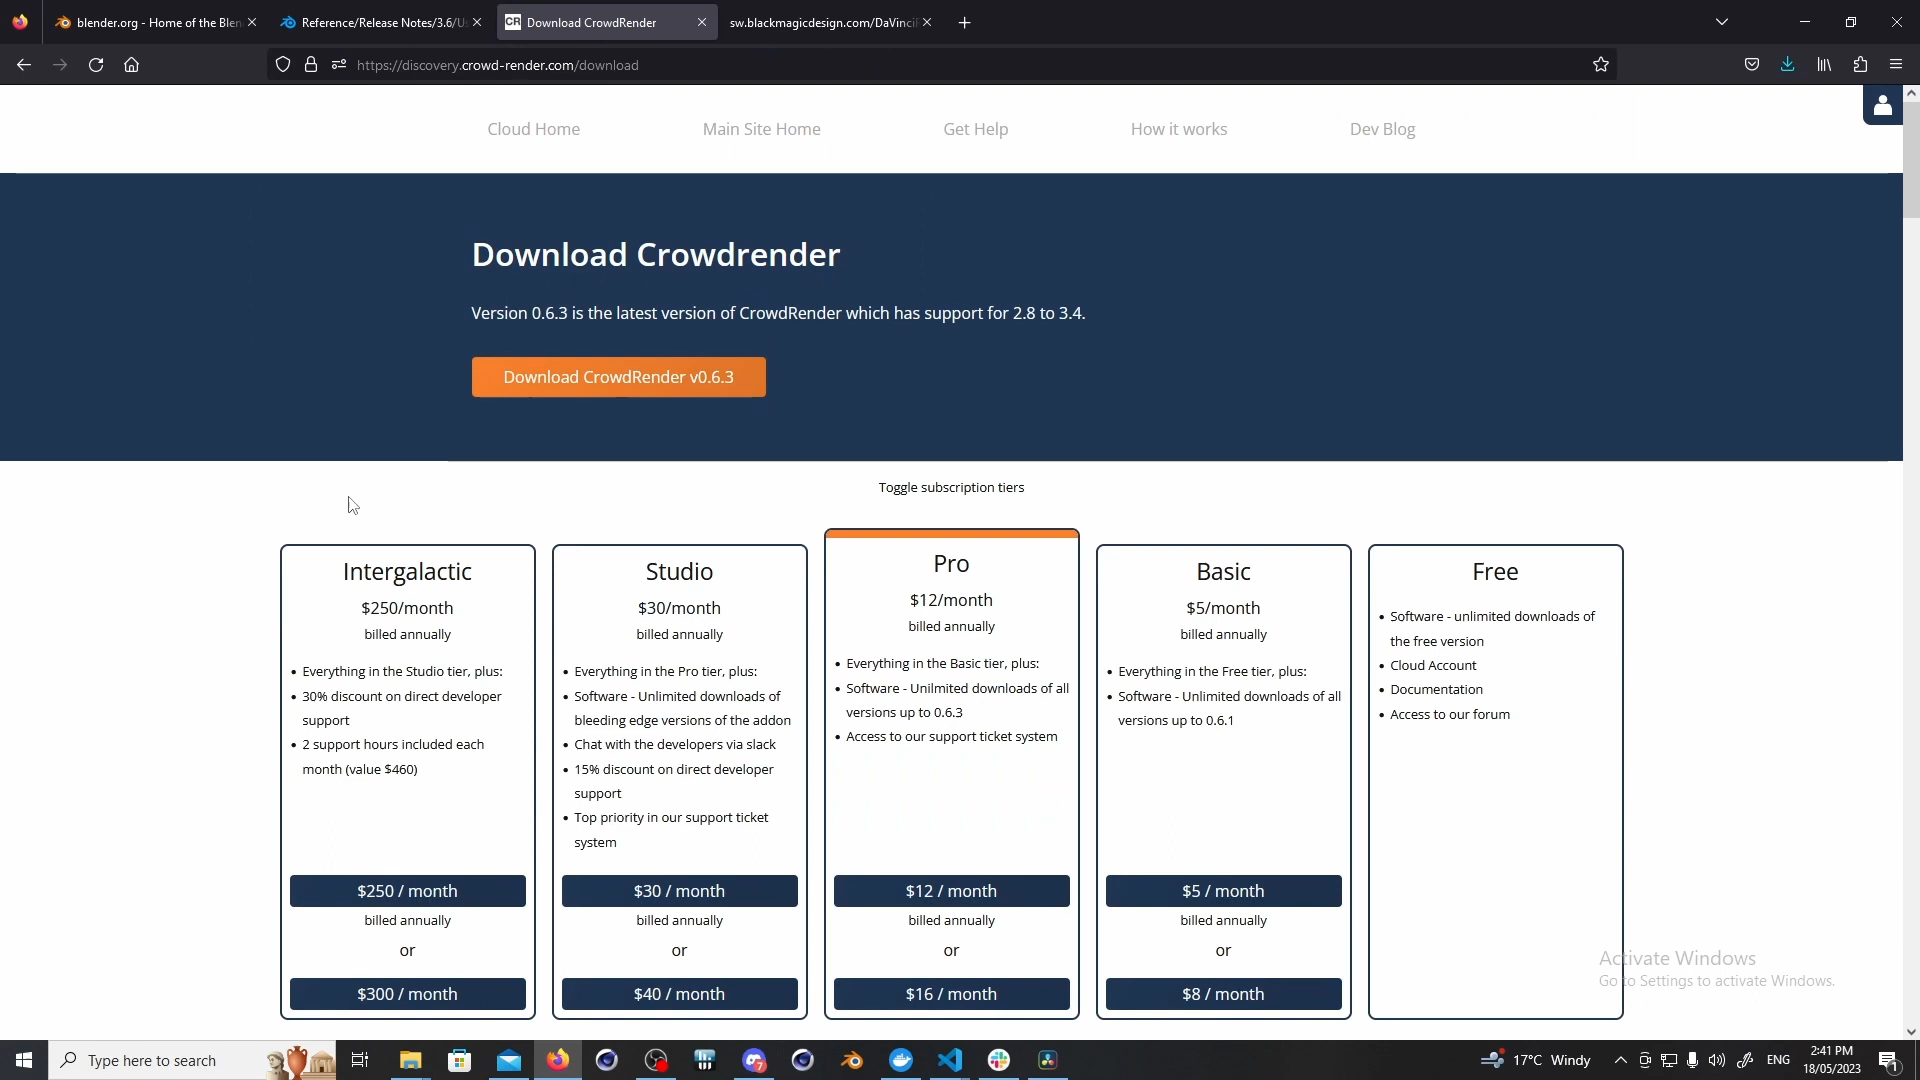 blender.org - Home of the Blen
Reference/Release Notes/3.6/Us
CR Download CrowdRender
sw.blackmagicdesign.com/DaVinciR
https://discovery.crowd-render.com/download
Cloud Home
Main Site Home
Get Help
How it works
Dev Blog
Download Crowdrender
Version 0.6.3 is the latest version of CrowdRender which has support for 2.8 to 3.4.
Download CrowdRender v0.6.3
Toggle subscription tiers
Intergalactic
$250/month
billed annually
• Everything in the Studio tier, plus:
• 30% discount on direct developer
support
• 2 support hours included each
month (value $460)
$250 / month
billed annually
or
$300 / month
Studio
$30/month
billed annually
• Everything in the Pro tier, plus:
• Software - Unlimited downloads of
bleeding edge versions of the addon
• Chat with the developers via slack
• 15% discount on direct developer
support
• Top priority in our support ticket
system
$30 / month
billed annually
or
$40 / month
Pro
$12/month
billed annually
• Everything in the Basic tier, plus:
• Software - Unilmited downloads of all
versions up to 0.6.3
• Access to our support ticket system
$12 / month
billed annually
or
$16 / month
Basic
$5/month
billed annually
• Everything in the Free tier, plus:
• Software - Unlimited downloads of all
versions up to 0.6.1
$5 / month
billed annually
or
$8 / month
Free
• Software - unlimited downloads of
the free version
• Cloud Account
• Documentation
• Access to our forum
Activate Windows
Go to Settings to activate Windows.
Type here to search
7
17°C Windy
ENG
2:41 PM
18/05/2023
1